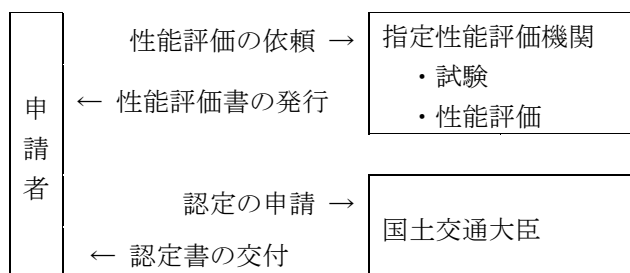 申請者
性能評価の依頼 →
← 性能評価書の発行
指定性能評価機関
・試験
・性能評価
認定の申請 →
← 認定書の交付
国土交通大臣